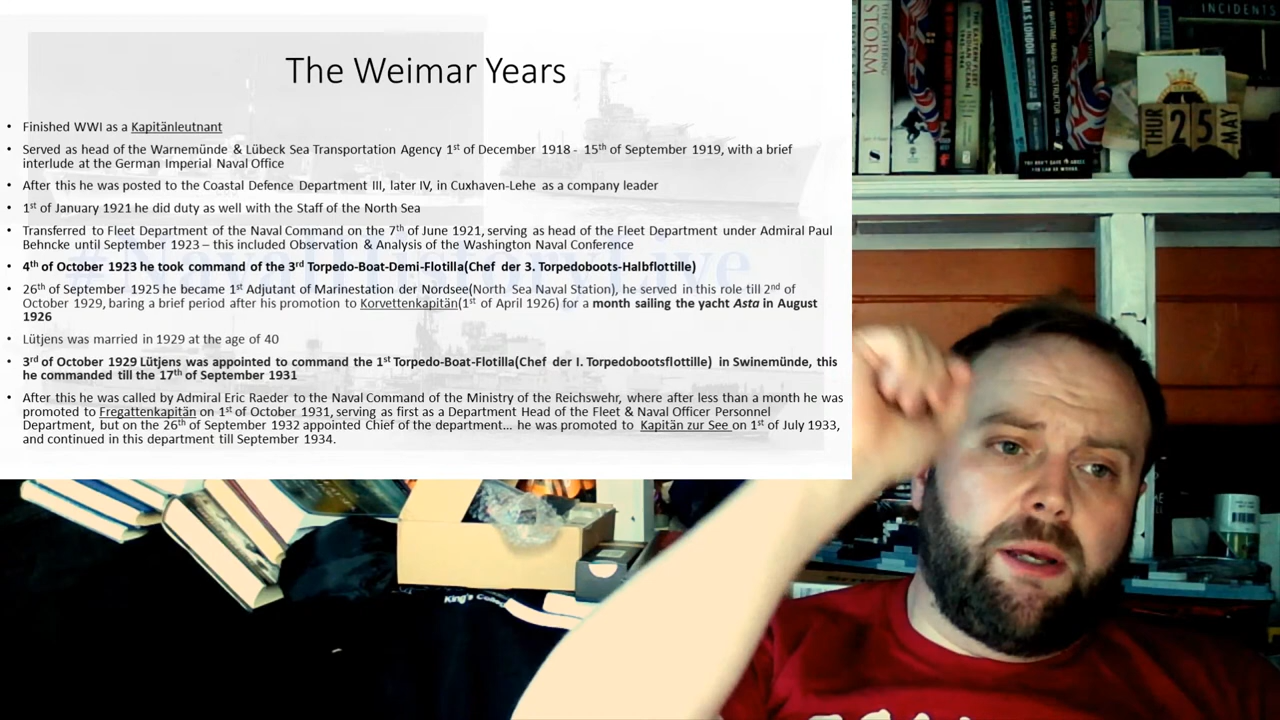 The Weimar Years
• Finished WWI as a Kapitänleutnant
• Served as head of the Warnemünde & Lübeck Sea Transportation Agency 1st of December 1918 - 15th of September 1919, with a brief
interlude at the German Imperial Naval Office
• After this he was posted to the Coastal Defence Department III, later IV, in Cuxhaven-Lehe as a company leader
• 1st of January 1921 he did duty as well with the Staff of the North Sea
• Transferred to Fleet Department of the Naval Command on the 7th of June 1921, serving as head of the Fleet Department under Admiral Paul
Behncke until September 1923 – this included Observation & Analysis of the Washington Naval Conference
• 4th of October 1923 he took command of the 3rd Torpedo-Boat-Demi-Flotilla(Chef der 3. Torpedoboots-Halbflottille)
• 26th of September 1925 he became 1st Adjutant of Marinestation der Nordsee(North Sea Naval Station), he served in this role till 2nd of
October 1929, baring a brief period after his promotion to Korvettenkapitän(1st of April 1926) for a month sailing the yacht Asta in August
1926
• Lütjens was married in 1929 at the age of 40
• 3rd of October 1929 Lütjens was appointed to command the 1st Torpedo-Boat-Flotilla(Chef der I. Torpedobootsflottille) in Swinemünde, this
he commanded till the 17th of September 1931
• After this he was called by Admiral Eric Raeder to the Naval Command of the Ministry of the Reichswehr, where after less than a month he was
promoted to Fregattenkapitän on 1st of October 1931, serving as first as a Department Head of the Fleet & Naval Officer Personnel
Department, but on the 26th of September 1932 appointed Chief of the department... he was promoted to Kapitän zur See on 1st of July 1933,
and continued in this department till September 1934.
THE GATHERING
STORM
THE EASTERN FLEET
HMS LONDON
INCIDENTS
THUR
25
MAY
King's